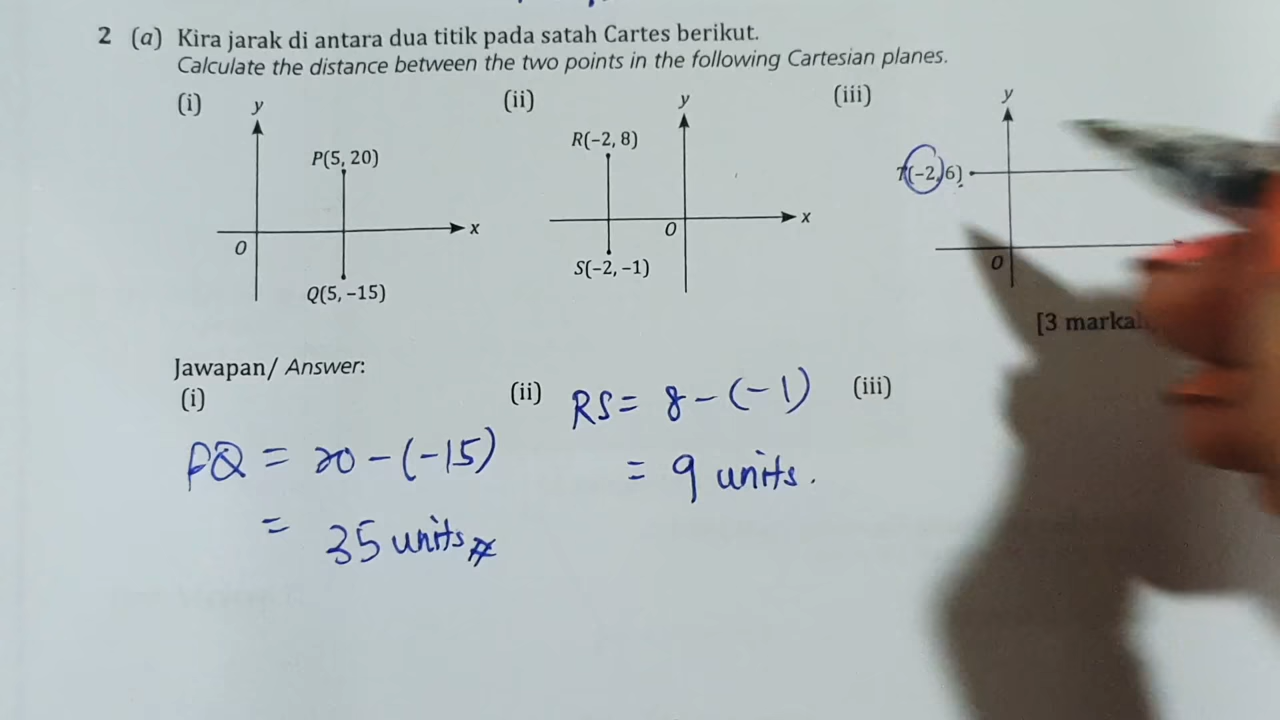 2 (a) Kira jarak di antara dua titik pada satah Cartes berikut.
Calculate the distance between the two points in the following Cartesian planes.
(i)
y
P(5, 20)
x
O
Q(5, –15)
(ii)
y
R(–2, 8)
x
O
S(–2, –1)
(iii)
y
T(–2, 6)
O
[3 markah
Jawapan/ Answer:
(i)
PQ = 20 – (–15)
= 35 units
(ii)
RS = 8 – (–1)
= 9 units.
(iii)